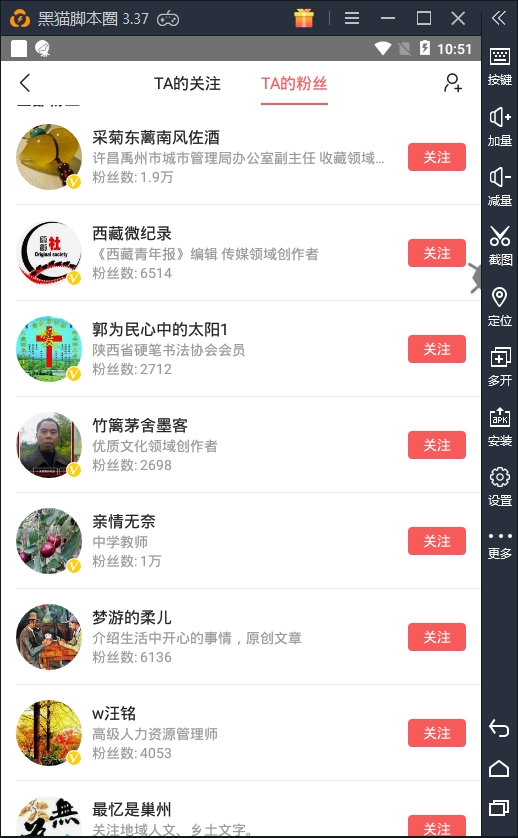 黑猫脚本圈 3.37
10:51
TA的关注
TA的粉丝
采菊东蓠南风佐酒
许昌禹州市城市管理局办公室副主任 收藏领域...
粉丝数: 1.9万
关注
Original society
西藏微纪录
《西藏青年报》编辑 传媒领域创作者
粉丝数: 6514
关注
郭为民心中的太阳1
陕西省硬笔书法协会会员
粉丝数: 2712
关注
竹篱茅舍墨客
优质文化领域创作者
粉丝数: 2698
关注
亲情无奈
中学教师
粉丝数: 1万
关注
梦游的柔儿
介绍生活中开心的事情，原创文章
粉丝数: 6136
关注
w汪铭
高级人力资源管理师
粉丝数: 4053
关注
無
最忆是巢州
关注地域人文、乡土文字。
关注
按键
加量
减量
截图
定位
多开
APK
安装
设置
更多